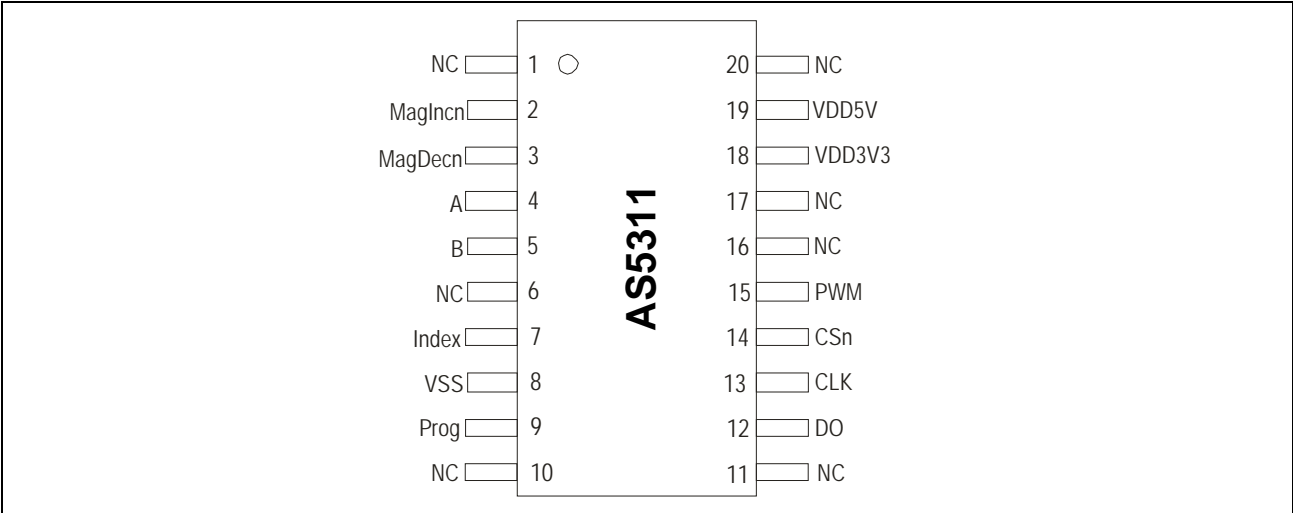 NC 1 20 NC
MagIncn 2 19 VDD5V
MagDecn 3 18 VDD3V3
A 4 17 NC
B 5 16 NC
NC 6 15 PWM
Index 7 14 CSn
VSS 8 13 CLK
Prog 9 12 DO
NC 10 11 NC
AS5311